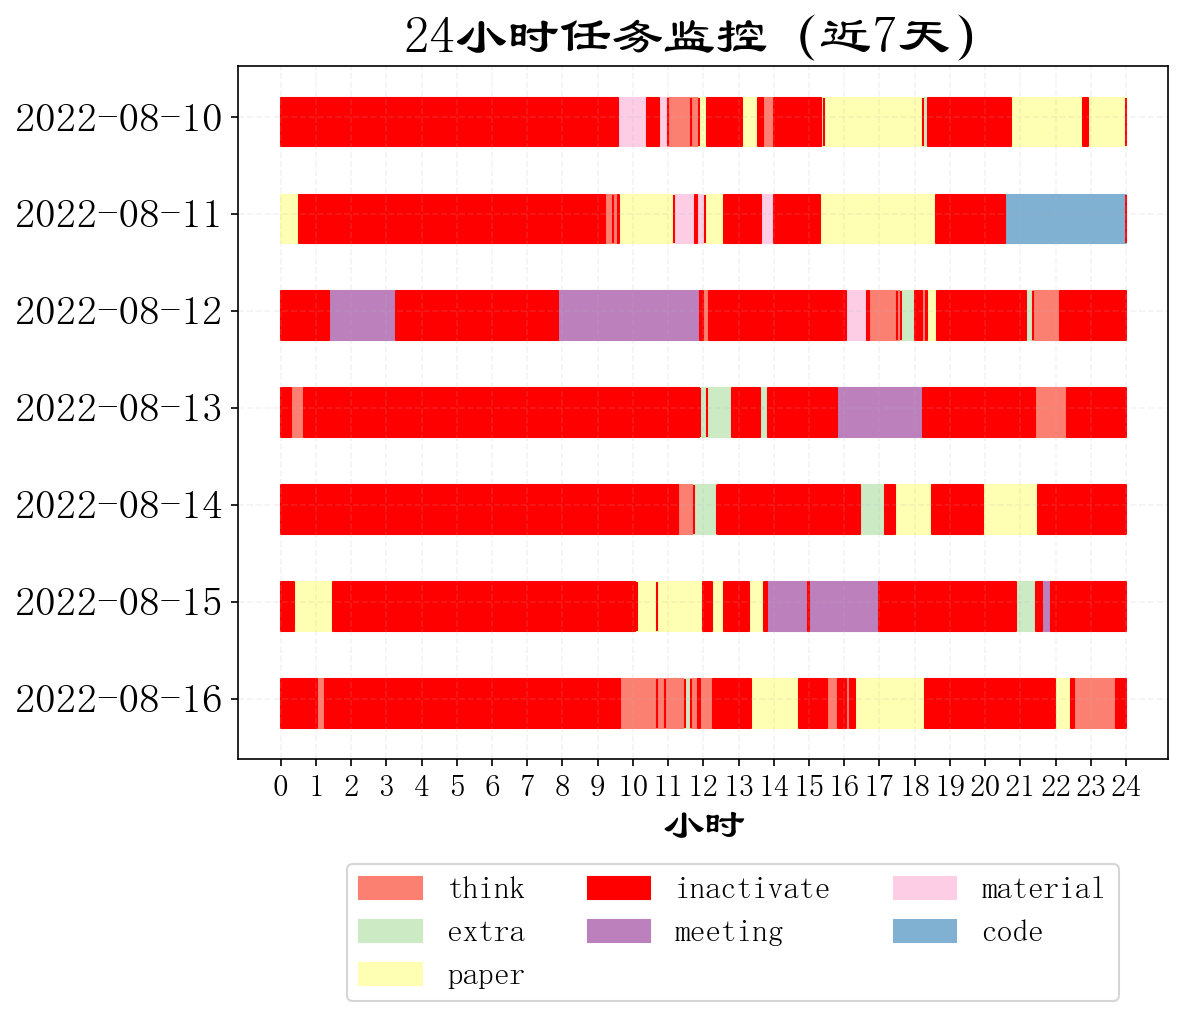 24小时任务监控 (近7天)
2022-08-10
2022-08-11
2022-08-12
2022-08-13
2022-08-14
2022-08-15
2022-08-16
0 1 2 3 4 5 6 7 8 9 10 11 12 13 14 15 16 17 18 19 20 21 22 23 24
小时
think inactivate material
extra meeting code
paper